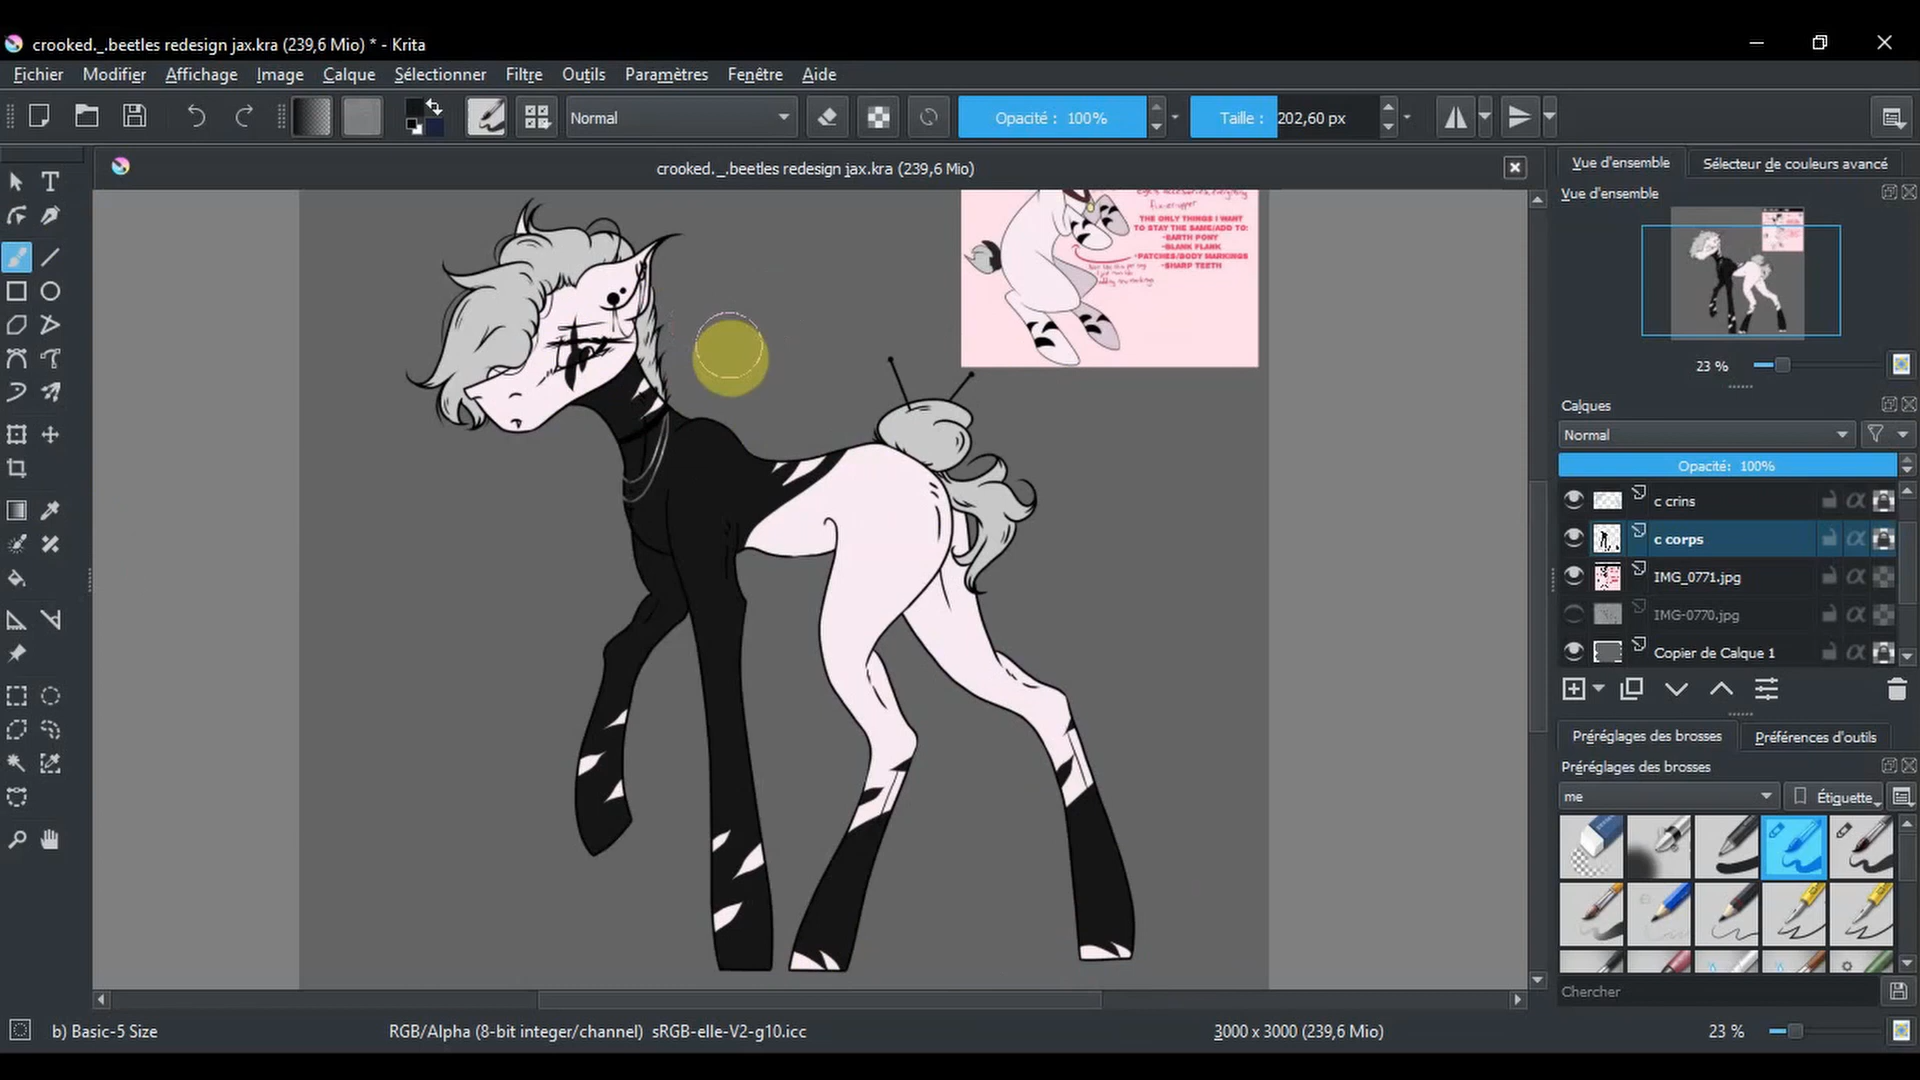 crooked._.beetles redesign jax.kra (239,6 Mio) * - Krita
Fichier Modifier Affichage Image Calque Sélectionner Filtre Outils Paramètres Fenêtre Aide
Normal Opacité : 100% Taille : 202,60 px
crooked._.beetles redesign jax.kra (239,6 Mio)
Vue d'ensemble Sélecteur de couleurs avancé
Vue d'ensemble
THE ONLY THINGS I WANT
TO STAY THE SAME/ADD TO:
-EARTH PONY
-BLANK FLANK
-PATCHES/BODY MARKINGS
-SHARP TEETH
23 %
Calques
Normal
Opacité: 100%
c crins
c corps
IMG_0771.jpg
IMG-0770.jpg
Copier de Calque 1
Préréglages des brosses Préférences d'outils
Préréglages des brosses
me Étiquette
Chercher
b) Basic-5 Size RGB/Alpha (8-bit integer/channel) sRGB-elle-V2-g10.icc 3000 x 3000 (239,6 Mio) 23 %